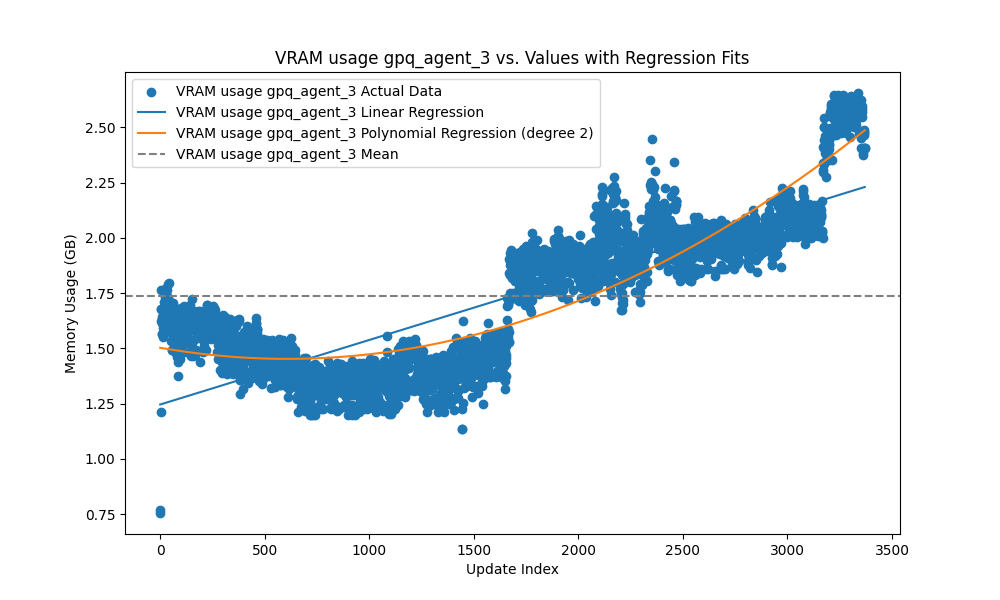 VRAM usage gpq_agent_3 vs. Values with Regression Fits
VRAM usage gpq_agent_3 Actual Data
VRAM usage gpq_agent_3 Linear Regression
VRAM usage gpq_agent_3 Polynomial Regression (degree 2)
VRAM usage gpq_agent_3 Mean
Memory Usage (GB)
2.50
2.25
2.00
1.75
1.50
1.25
1.00
0.75
0 500 1000 1500 2000 2500 3000 3500
Update Index